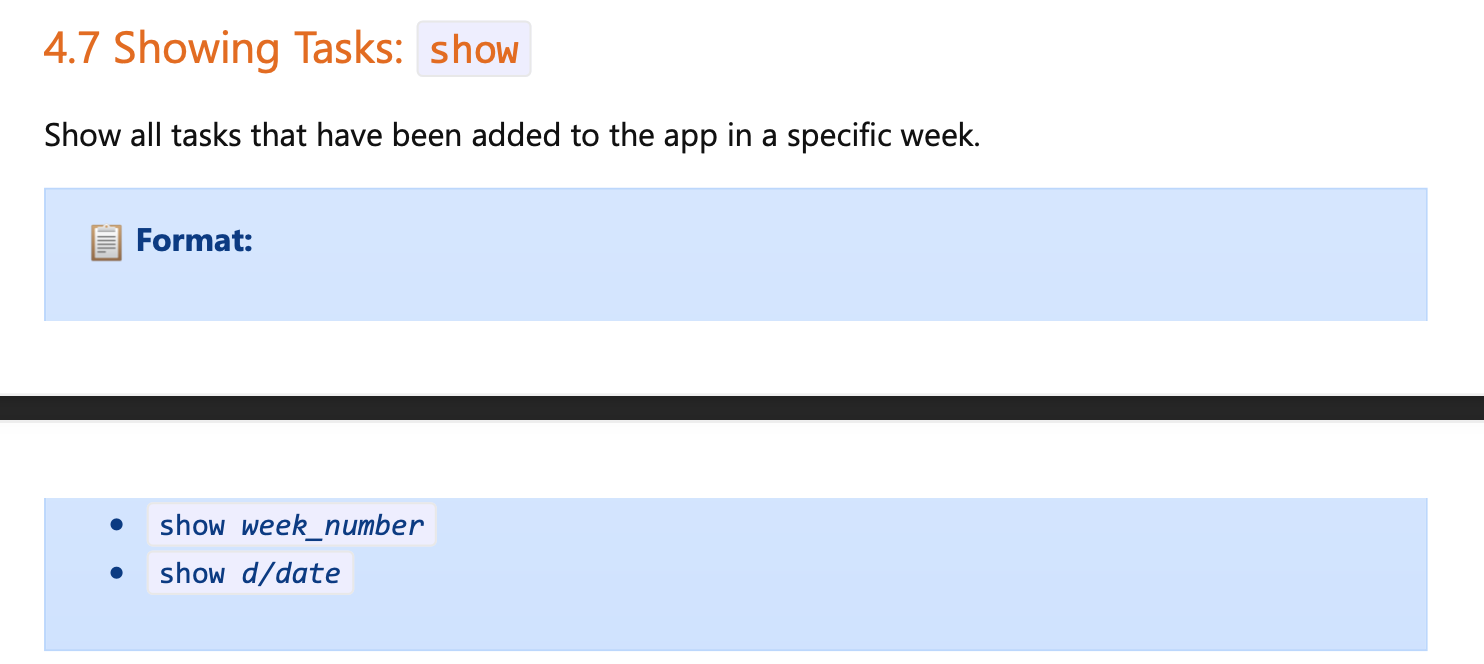 4.7 Showing Tasks: show
Show all tasks that have been added to the app in a specific week.
Format:
• show week_number
• show d/date